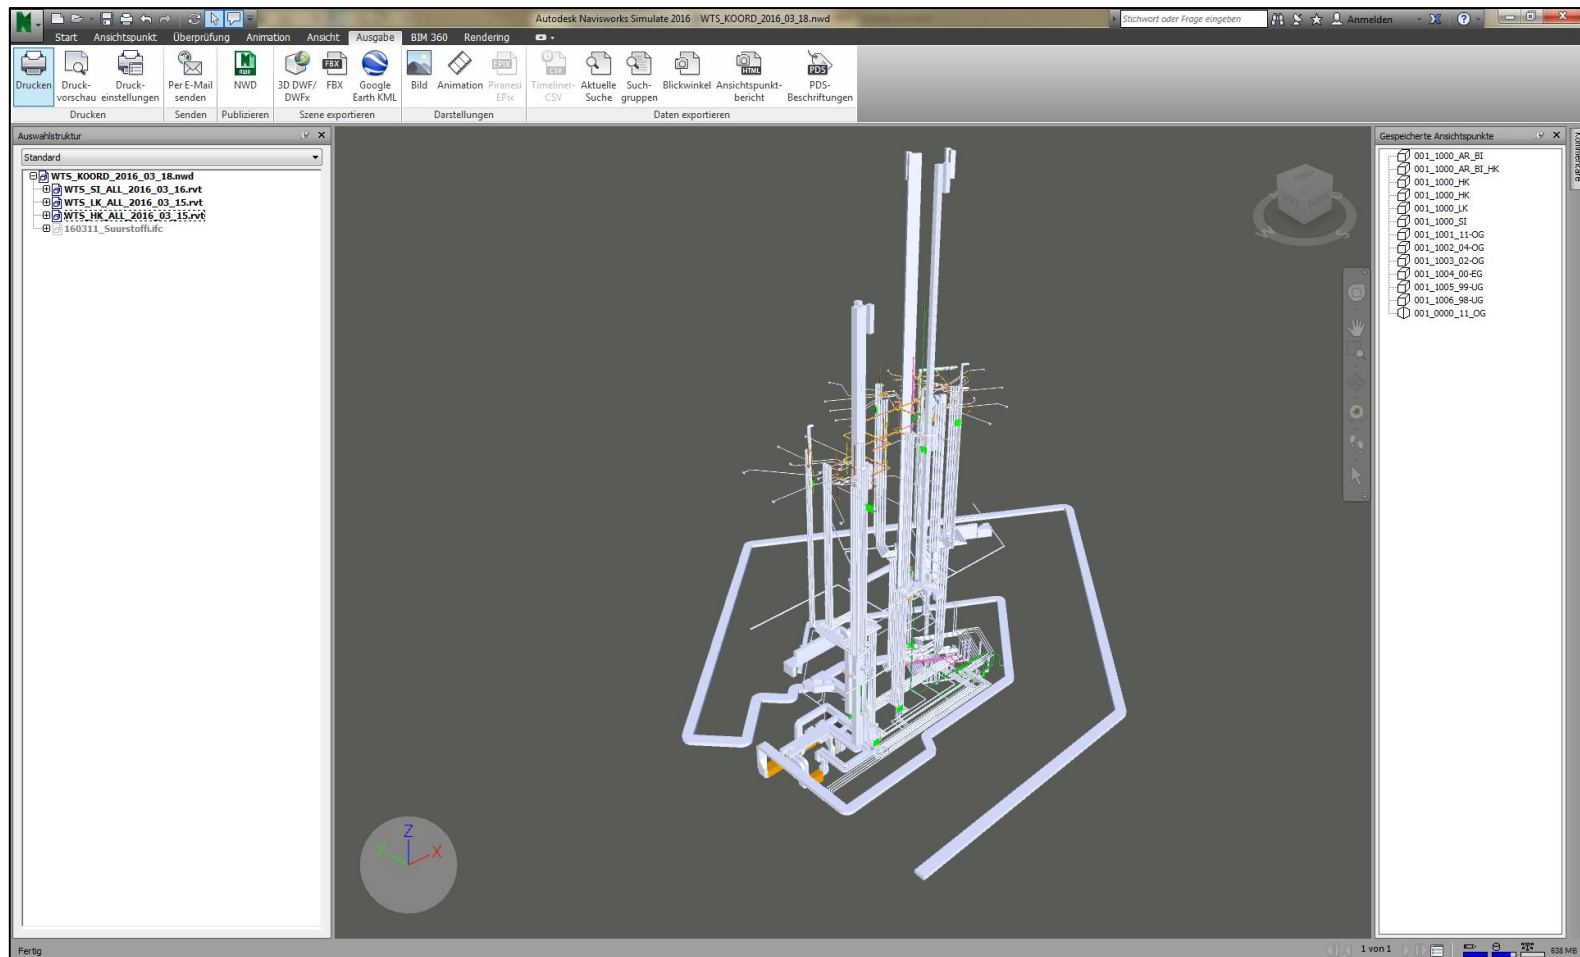 Autodesk Navisworks Simulate 2016 WTS_KOORD_2016_03_18.nwd
Stichwort oder Frage eingeben
Anmelden
Start Ansichtspunkt Überprüfung Animation Ansicht Ausgabe BIM 360 Rendering
Drucken
Druck-
vorschau
Druck-
einstellungen
Per E-Mail
senden
NWD
3D DWF/
DWFx
FBX
Google
Earth KML
Bild
Animation
Piranesi
EPix
Timeliner-
CSV
Aktuelle
Suche
Such-
gruppen
Blickwinkel
Ansichtspunkt-
bericht
PDS-
Beschriftungen
Drucken Senden Publizieren Szene exportieren Darstellungen Daten exportieren
Auswahlstruktur
Standard
WTS_KOORD_2016_03_18.nwd
WTS_SI_ALL_2016_03_16.rvt
WTS_LK_ALL_2016_03_15.rvt
WTS_HK_ALL_2016_03_15.rvt
160311_Suurstoffi.ifc
Z
X
Gespeicherte Ansichtspunkte
001_1000_AR_BI
001_1000_AR_BI_HK
001_1000_HK
001_1000_HK
001_1000_LK
001_1000_SI
001_1001_11-OG
001_1002_04-OG
001_1003_02-OG
001_1004_00-EG
001_1005_99-UG
001_1006_98-UG
001_0000_11_OG
Kommentare
Fertig
1 von 1
638 MB